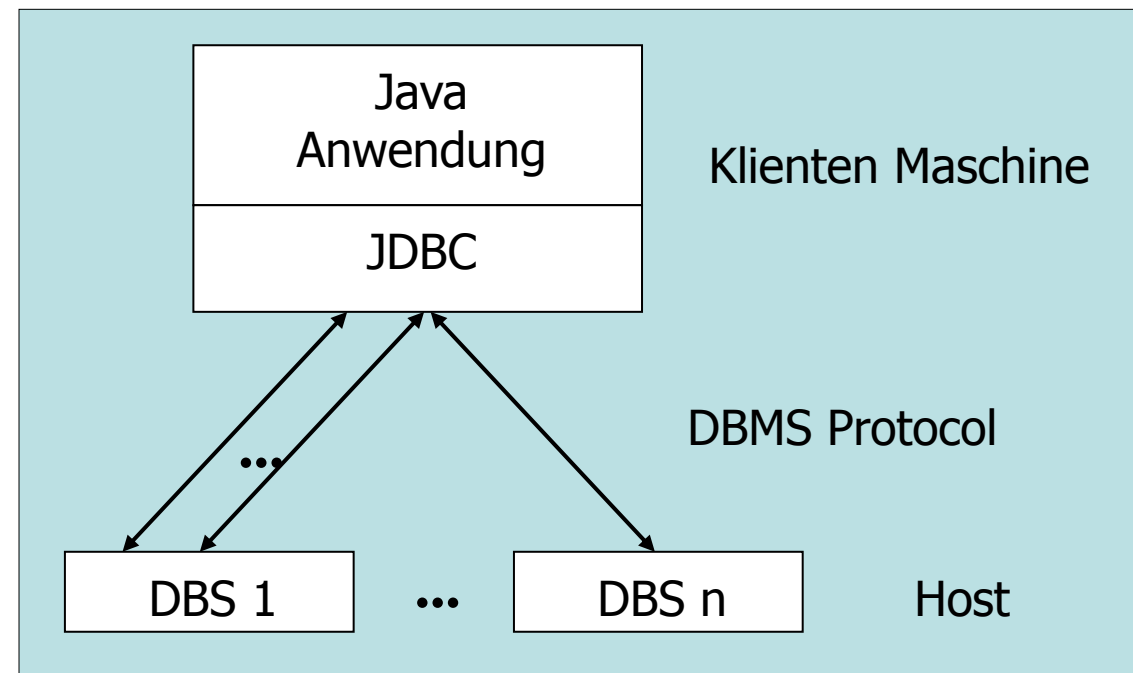 Java
Anwendung
Klienten Maschine
JDBC
DBMS Protocol
...
DBS 1
...
DBS n
Host